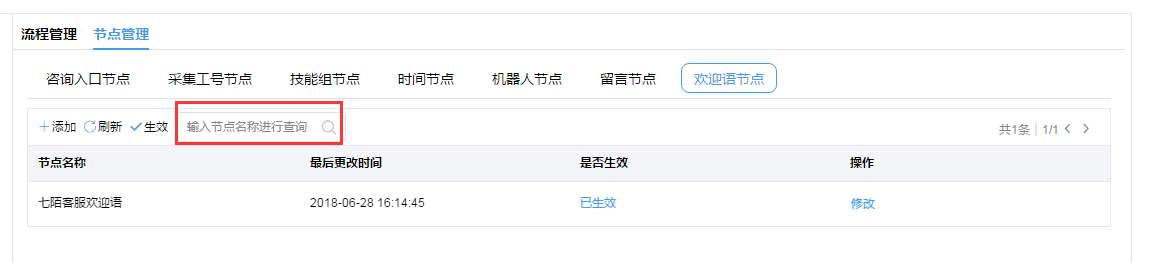 流程管理 节点管理
咨询入口节点 采集工号节点 技能组节点 时间节点 机器人节点 留言节点 欢迎语节点
添加 刷新 生效 输入节点名称进行查询 共1条 1/1
节点名称 最后更改时间 是否生效 操作
七陌客服欢迎语 2018-06-28 16:14:45 已生效 修改